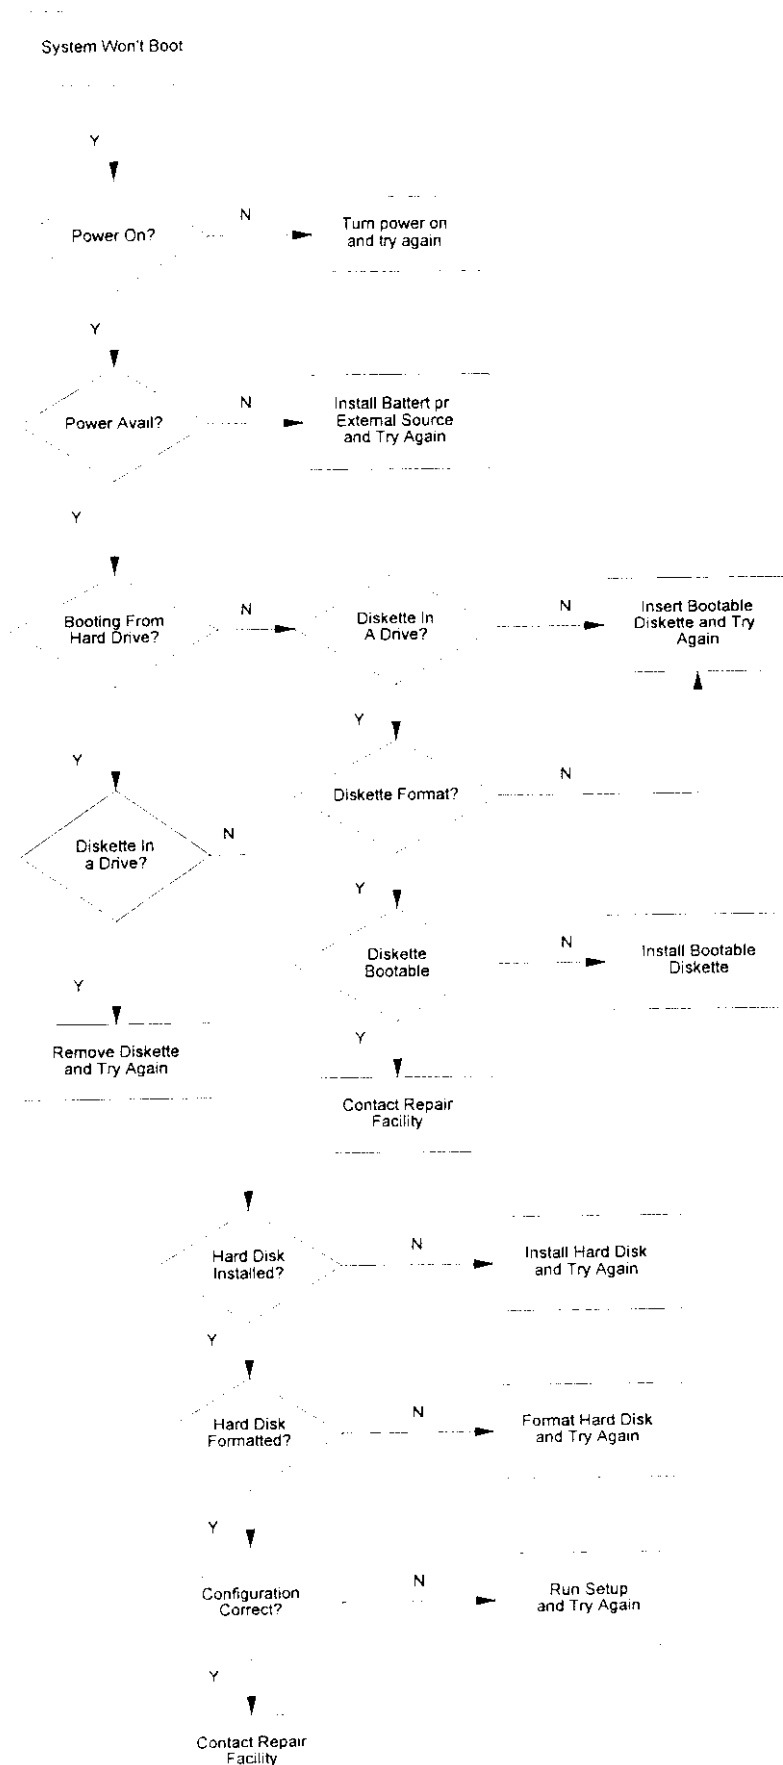 System Won't Boot
Y
Power On?
N
Turn power on
and try again
Y
Power Avail?
N
Install Battert pr
External Source
and Try Again
Y
Booting From
Hard Drive?
N
Diskette In
A Drive?
N
Insert Bootable
Diskette and Try
Again
Y
Y
Diskette Format?
N
Diskette In
a Drive?
N
Y
Diskette
Bootable
N
Install Bootable
Diskette
Y
Remove Diskette
and Try Again
Y
Contact Repair
Facility
Hard Disk
Installed?
N
Install Hard Disk
and Try Again
Y
Hard Disk
Formatted?
N
Format Hard Disk
and Try Again
Y
Configuration
Correct?
N
Run Setup
and Try Again
Y
Contact Repair
Facility